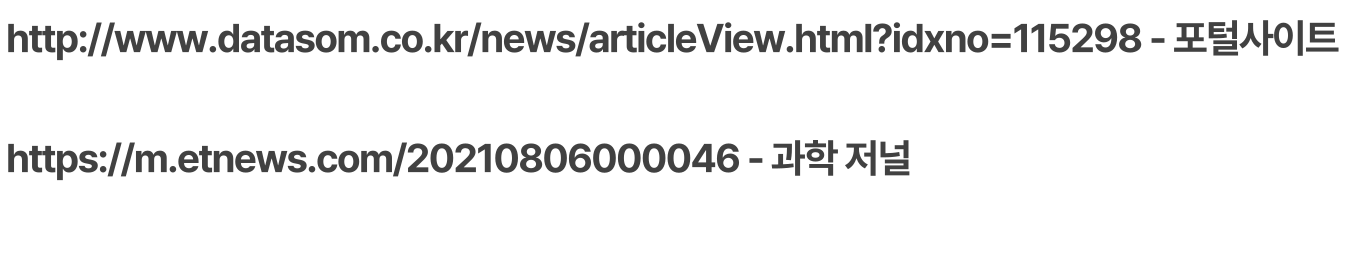 http://www.datasom.co.kr/news/articleView.html?idxno=115298 - 포털사이트
https://m.etnews.com/20210806000046 - 과학 저널